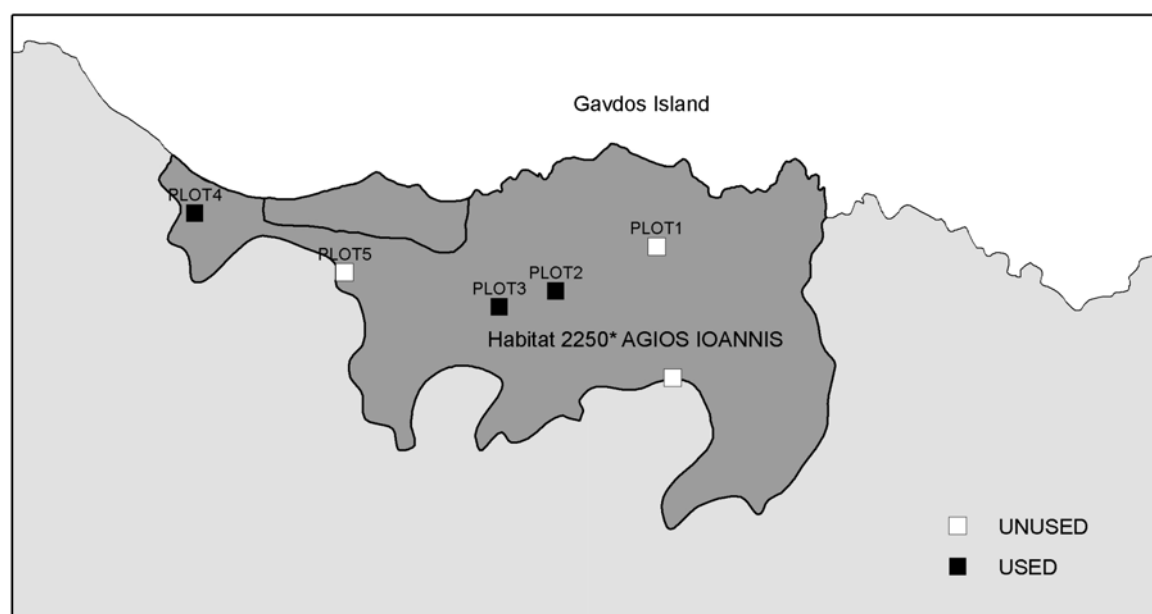 Gavdos Island
PLOT4
PLOT1
PLOT5
PLOT2
PLOT3
Habitat 2250* AGIOS IOANNIS
UNUSED
USED